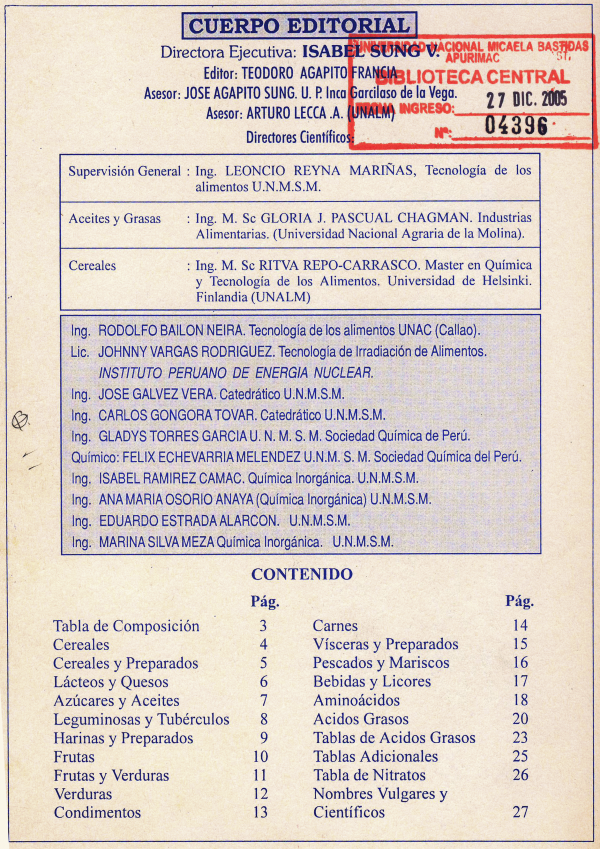 CUERPO EDITORIAL
Directora Ejecutiva: ISABEL SUNG V.
Editor: TEODORO AGAPITO FRANCIA
Asesor: JOSE AGAPITO SUNG. U. P. Inca Garcilaso de la Vega.
Asesor: ARTURO LECCA .A. (UNALM)
Directores Científicos:
UNIVERSIDAD NACIONAL MICAELA BASTIDAS
APURIMAC
BIBLIOTECA CENTRAL
FECHA INGRESO: 27 DIC. 2005
Nº: 04396
Supervisión General : Ing. LEONCIO REYNA MARIÑAS, Tecnología de los
alimentos U.N.M.S.M.
Aceites y Grasas : Ing. M. Sc GLORIA J. PASCUAL CHAGMAN. Industrias
Alimentarias. (Universidad Nacional Agraria de la Molina).
Cereales : Ing. M. Sc RITVA REPO-CARRASCO. Master en Química
y Tecnología de los Alimentos. Universidad de Helsinki.
Finlandia (UNALM)
Ing. RODOLFO BAILON NEIRA. Tecnología de los alimentos UNAC (Callao).
Lic. JOHNNY VARGAS RODRIGUEZ. Tecnología de Irradiación de Alimentos.
INSTITUTO PERUANO DE ENERGIA NUCLEAR.
Ing. JOSE GALVEZ VERA. Catedrático U.N.M.S.M.
Ing. CARLOS GONGORA TOVAR. Catedrático U.N.M.S.M.
Ing. GLADYS TORRES GARCIA U. N. M. S. M. Sociedad Química de Perú.
Químico: FELIX ECHEVARRIA MELENDEZ U.N.M. S. M. Sociedad Química del Perú.
Ing. ISABEL RAMIREZ CAMAC. Química Inorgánica. U.N.M.S.M.
Ing. ANA MARIA OSORIO ANAYA (Química Inorgánica) U.N.M.S.M.
Ing. EDUARDO ESTRADA ALARCON. U.N.M.S.M.
Ing. MARINA SILVA MEZA Química Inorgánica. U.N.M.S.M.
CONTENIDO
Pág.
Tabla de Composición 3
Cereales 4
Cereales y Preparados 5
Lácteos y Quesos 6
Azúcares y Aceites 7
Leguminosas y Tubérculos 8
Harinas y Preparados 9
Frutas 10
Frutas y Verduras 11
Verduras 12
Condimentos 13
Pág.
Carnes 14
Vísceras y Preparados 15
Pescados y Mariscos 16
Bebidas y Licores 17
Aminoácidos 18
Acidos Grasos 20
Tablas de Acidos Grasos 23
Tablas Adicionales 25
Tabla de Nitratos 26
Nombres Vulgares y
Científicos 27